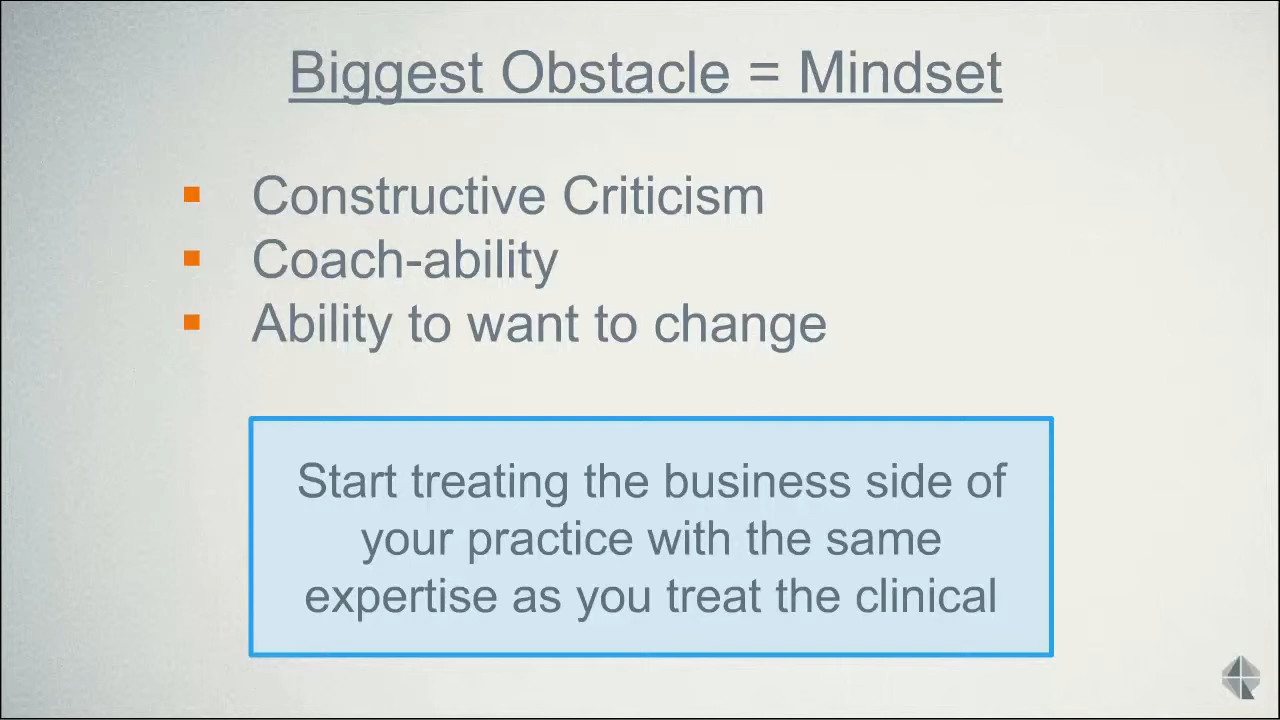 Biggest Obstacle = Mindset
Constructive Criticism
Coach-ability
Ability to want to change
Start treating the business side of
your practice with the same
expertise as you treat the clinical